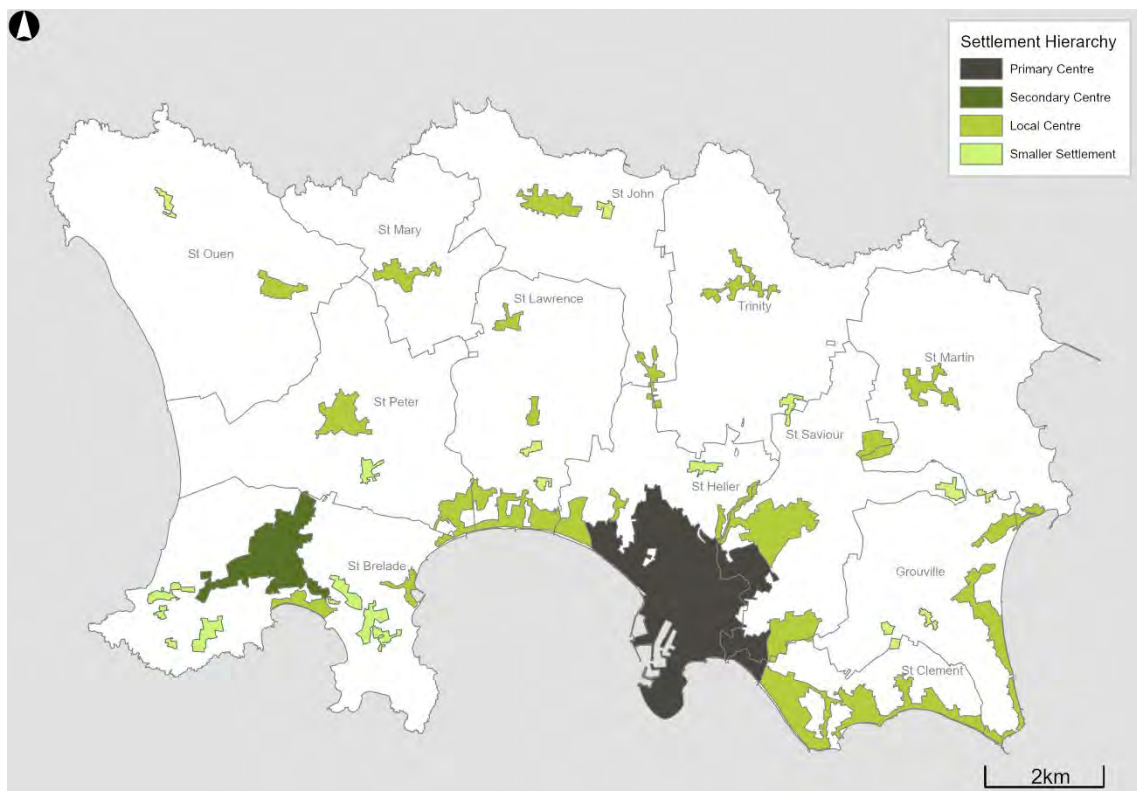 Settlement Hierarchy
Primary Centre
Secondary Centre
Local Centre
Smaller Settlement
St John
St Mary
St Ouen
St Lawrence
Trinity
St Martin
St Peter
St Saviour
St Helier
St Brelade
Grouville
St Clement
2km